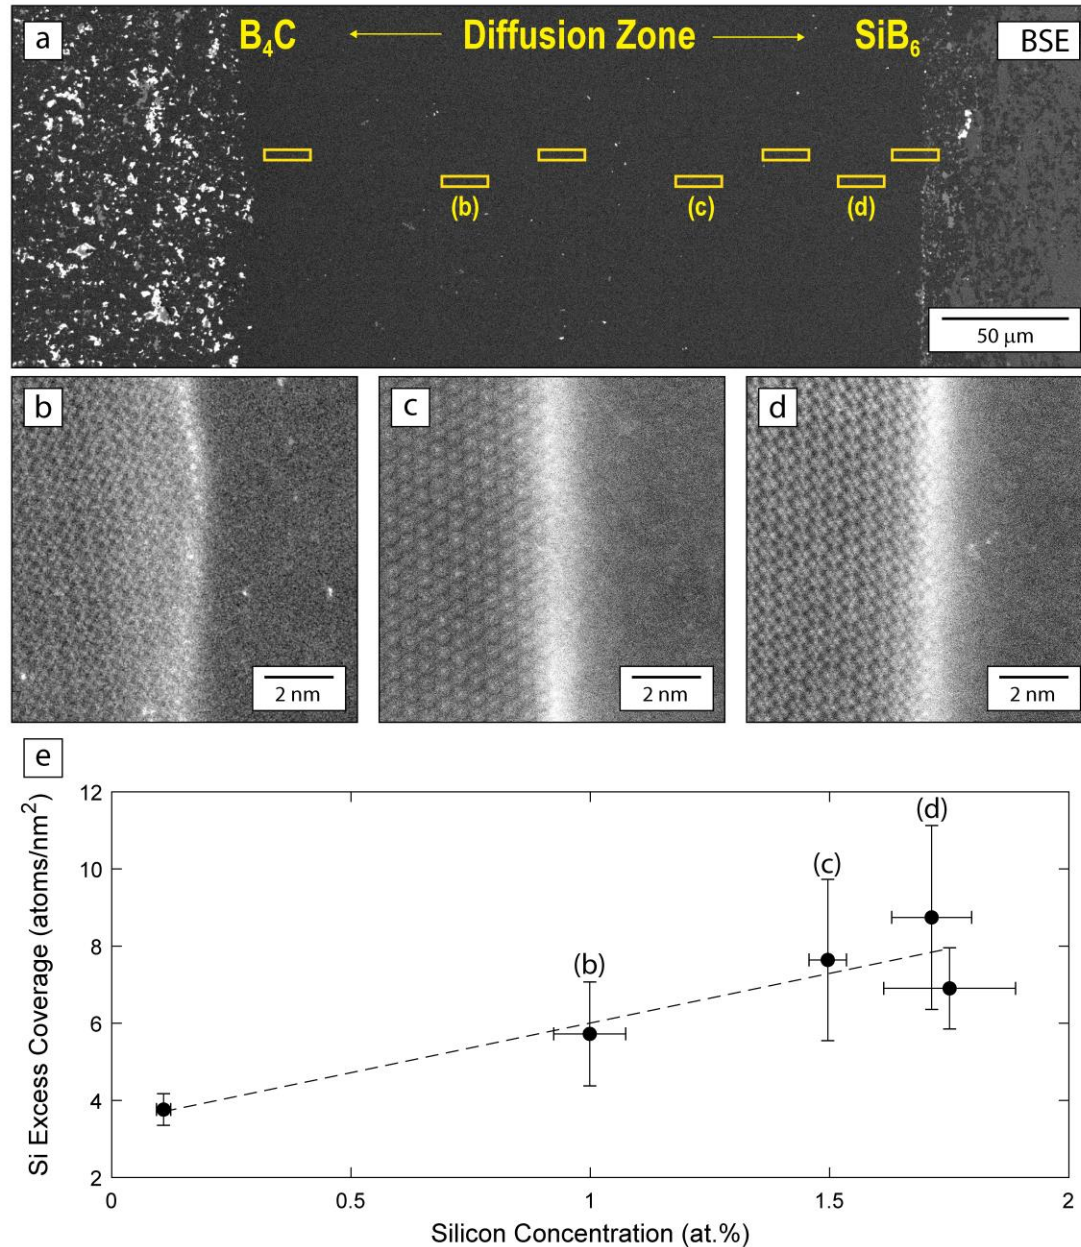 a
B₄C ← Diffusion Zone → SiB₆
BSE
(b)
(c)
(d)
50 μm
b
2 nm
c
2 nm
d
2 nm
e
Si Excess Coverage (atoms/nm²)
12
10
8
6
4
2
(b)
(c)
(d)
0
0.5
1
1.5
2
Silicon Concentration (at.%)